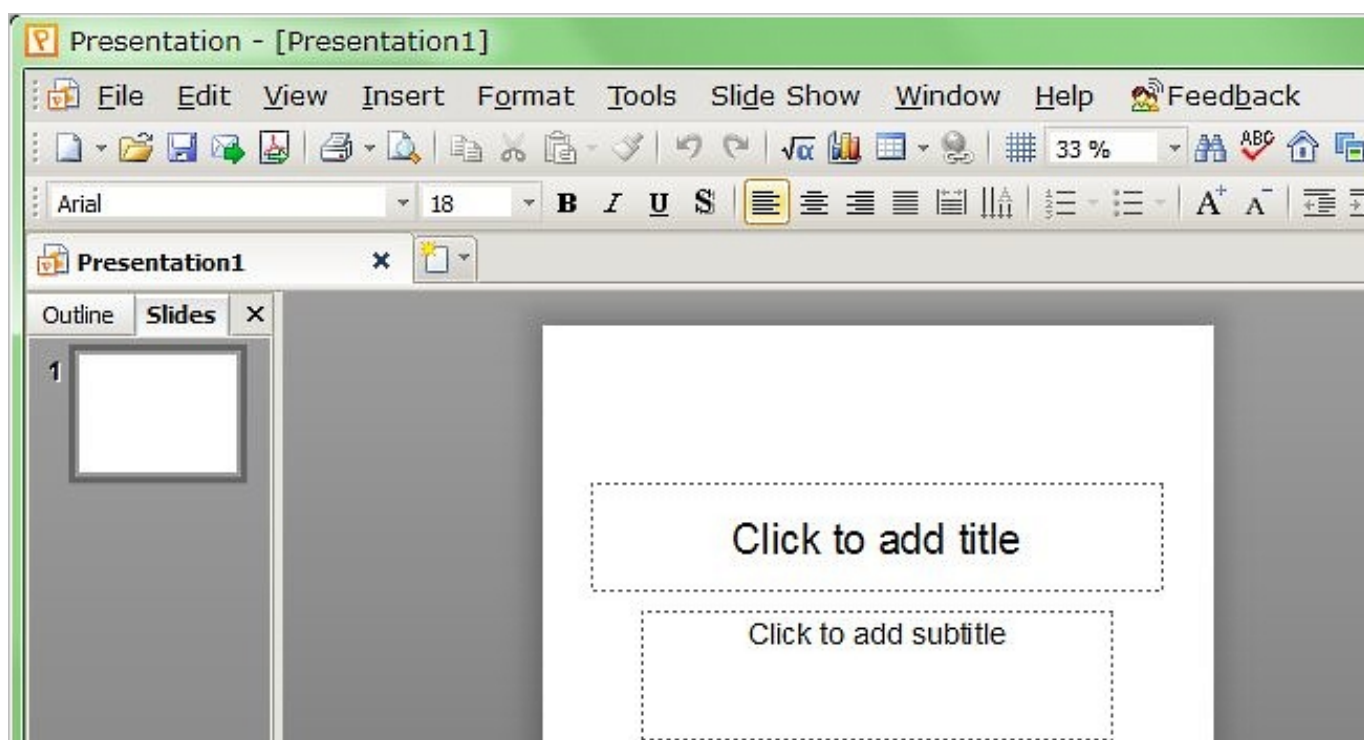 Presentation - [Presentation1]
File Edit View Insert Format Tools Slide Show Window Help Feedback
33 % ABC
Arial 18 B I U S A+ A-
Presentation1
Outline Slides
1
Click to add title
Click to add subtitle